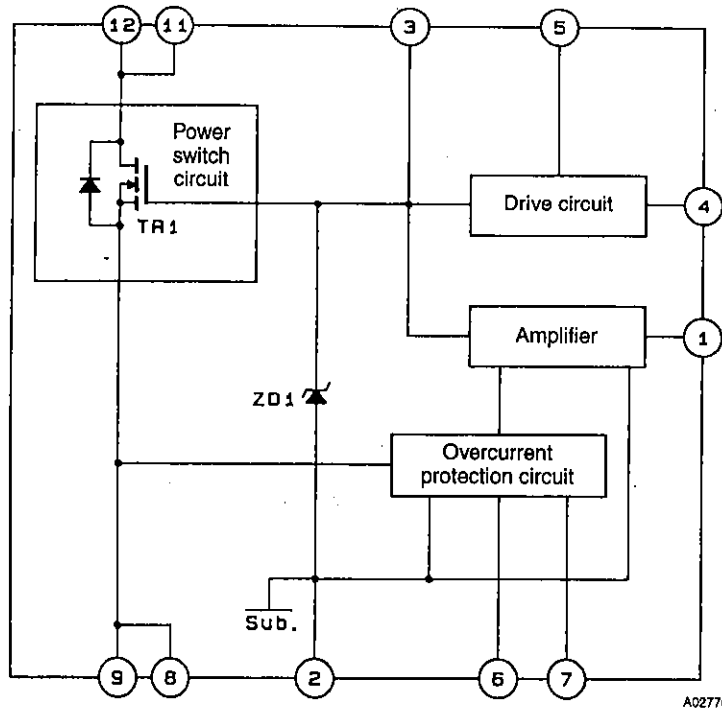 12 11 3 5
Power
switch
circuit
TR1
Drive circuit
4
Amplifier
1
ZD1
Overcurrent
protection circuit
Sub.
9 8 2 6 7